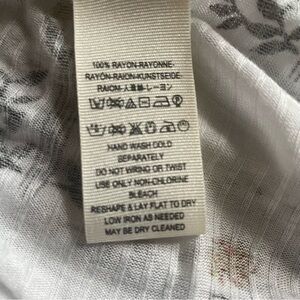 100% RAYON-RAYONNE-
RAYÓN-RAION-KUNSTSEIDE-
RAIOM-人造絲-レーヨン
HAND WASH COLD
SEPARATELY
DO NOT WRING OR TWIST
USE ONLY NON-CHLORINE
BLEACH
RESHAPE & LAY FLAT TO DRY
LOW IRON AS NEEDED
MAY BE DRY CLEANED